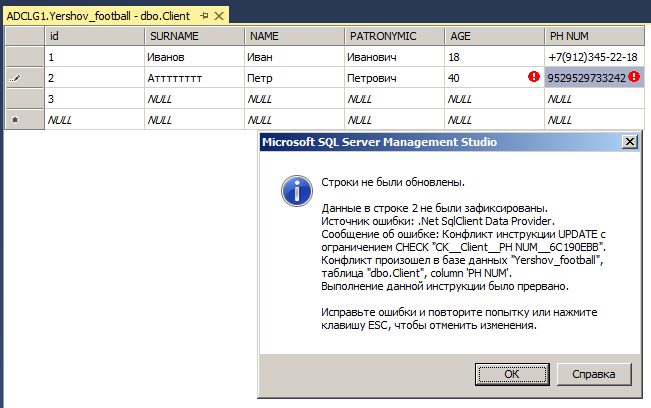 ADCLG1.Yershov_football - dbo.Client
id SURNAME NAME PATRONYMIC AGE PH NUM
1 Иванов Иван Иванович 18 +7(912)345-22-18
2 Аттттттт Петр Петрович 40 9529529733242
3 NULL NULL NULL NULL NULL
NULL NULL NULL NULL NULL NULL
Microsoft SQL Server Management Studio
Строки не были обновлены.
Данные в строке 2 не были зафиксированы.
Источник ошибки: .Net SqlClient Data Provider.
Сообщение об ошибке: Конфликт инструкции UPDATE с
ограничением CHECK "CK__Client__PH NUM__6C190EBB".
Конфликт произошел в базе данных "Yershov_football",
таблица "dbo.Client", column 'PH NUM'.
Выполнение данной инструкции было прервано.
Исправьте ошибки и повторите попытку или нажмите
клавишу ESC, чтобы отменить изменения.
OK Справка